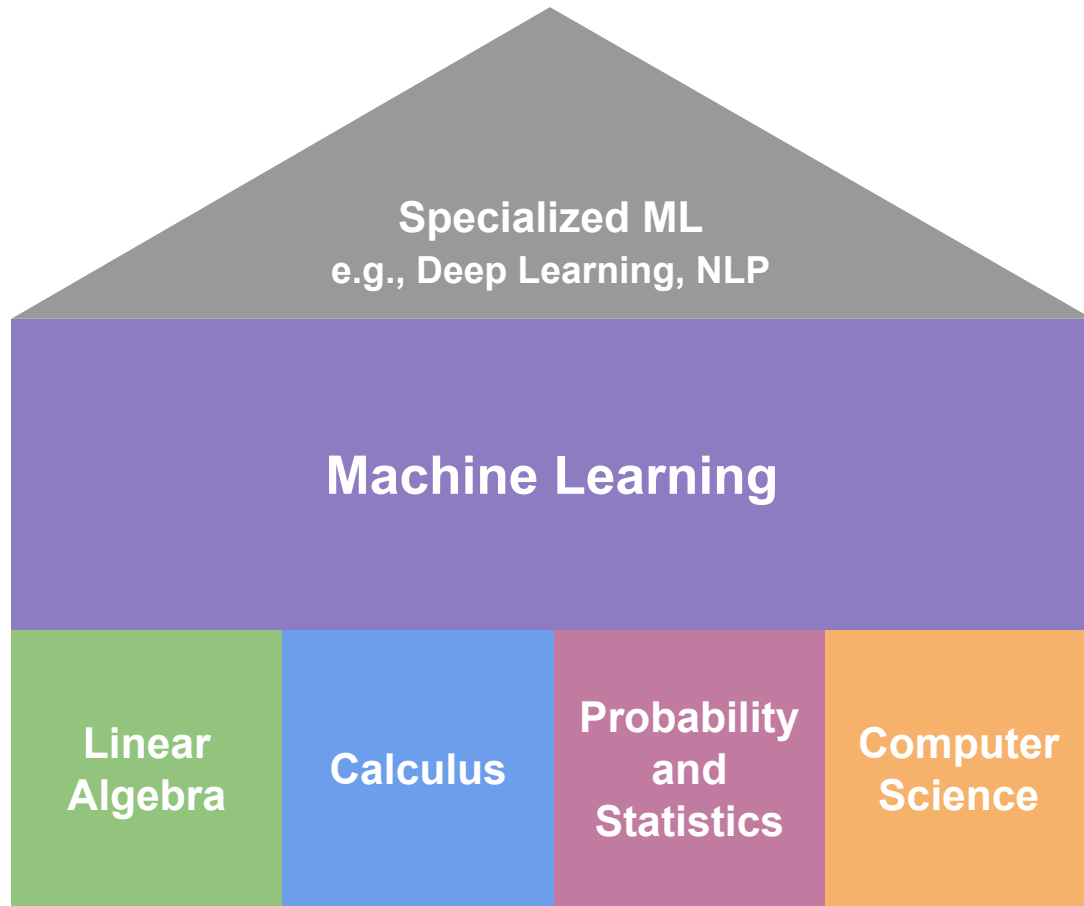 Specialized ML
e.g., Deep Learning, NLP
Machine Learning
Linear
Algebra
Calculus
Probability
and
Statistics
Computer
Science